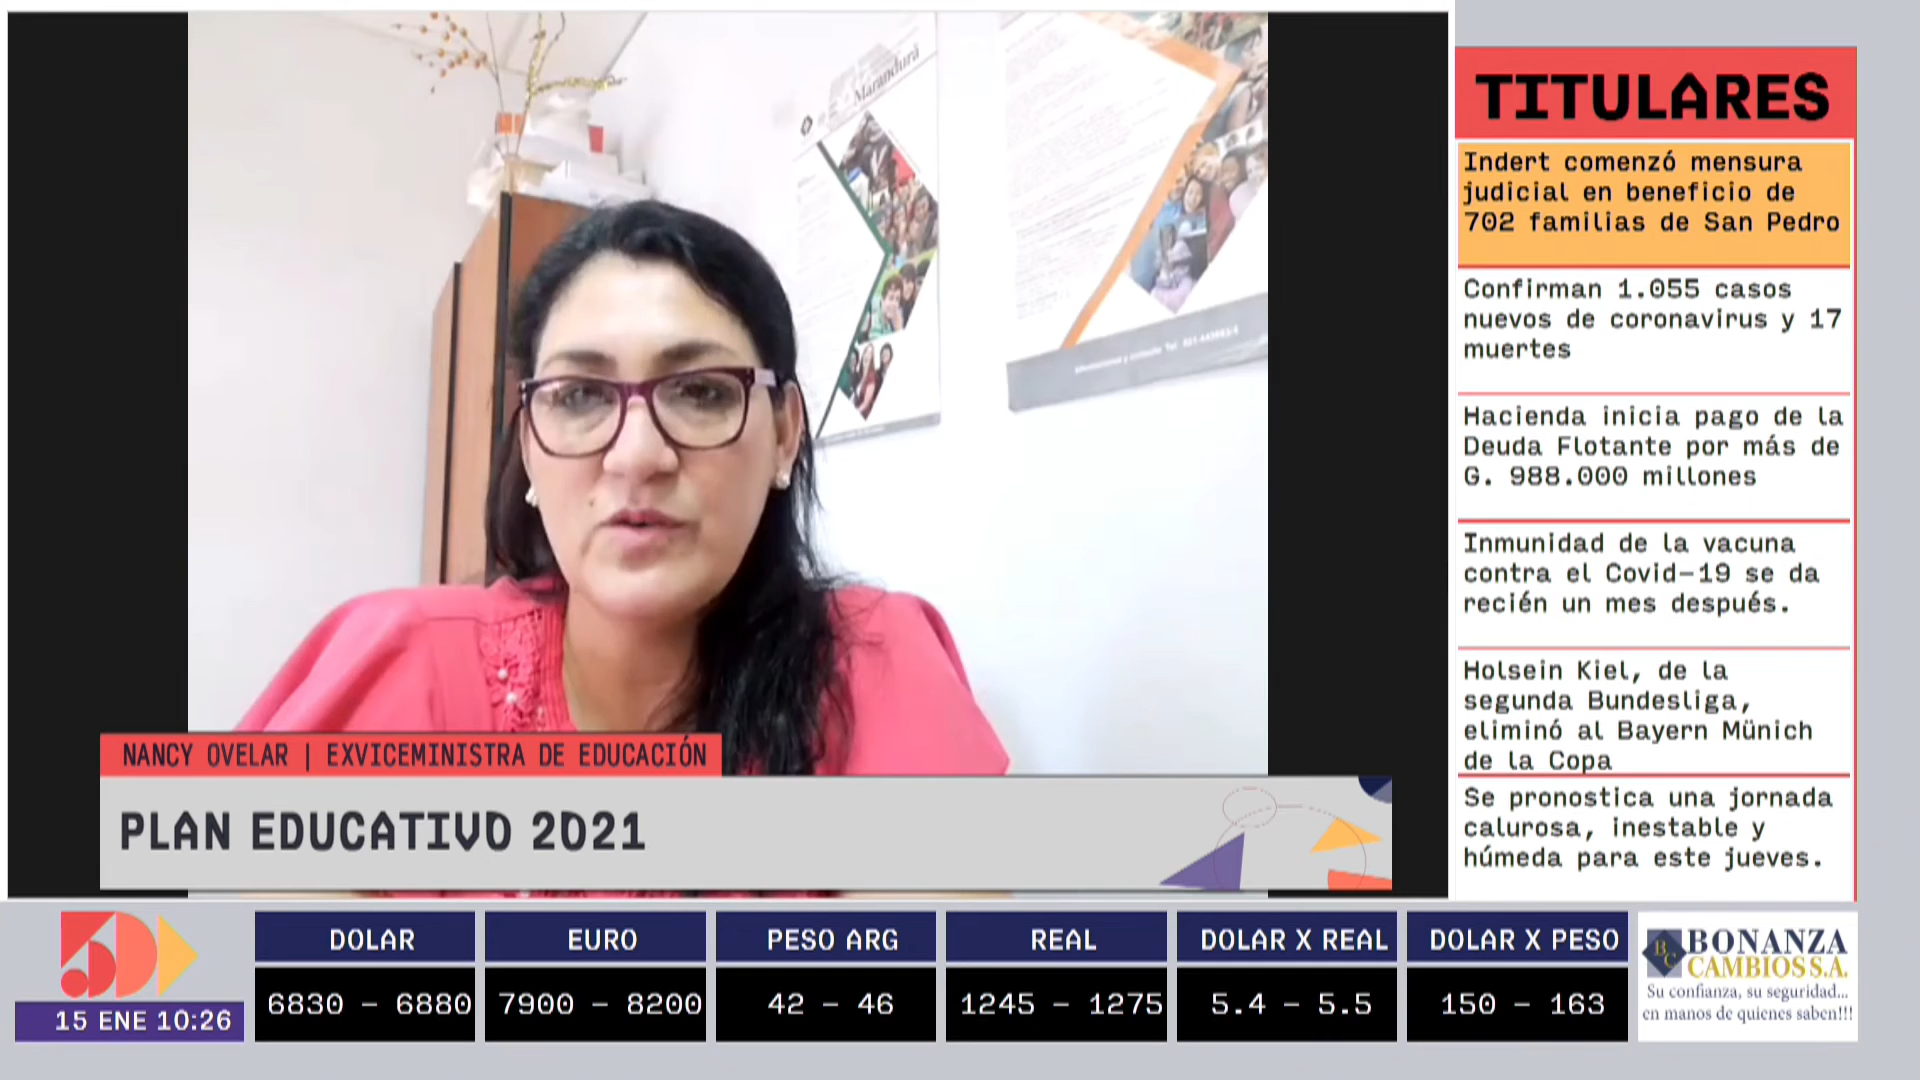 Marandurá
TITULARES
Indert comenzó mensura
judicial en beneficio de
702 familias de San Pedro
Confirman 1.055 casos
nuevos de coronavirus y 17
muertes
Hacienda inicia pago de la
Deuda Flotante por más de
G. 988.000 millones
Inmunidad de la vacuna
contra el Covid-19 se da
recién un mes después.
Holsein Kiel, de la
segunda Bundesliga,
eliminó al Bayern Münich
de la Copa
Se pronostica una jornada
calurosa, inestable y
húmeda para este jueves.
NANCY OVELAR | EXVICEMINISTRA DE EDUCACIÓN
PLAN EDUCATIVO 2021
5D
15 ENE 10:26
DOLAR
6830 - 6880
EURO
7900 - 8200
PESO ARG
42 - 46
REAL
1245 - 1275
DOLAR X REAL
5.4 - 5.5
DOLAR X PESO
150 - 163
BC
BONANZA
CAMBIOS S.A.
Su confianza, su seguridad...
en manos de quienes saben!!!